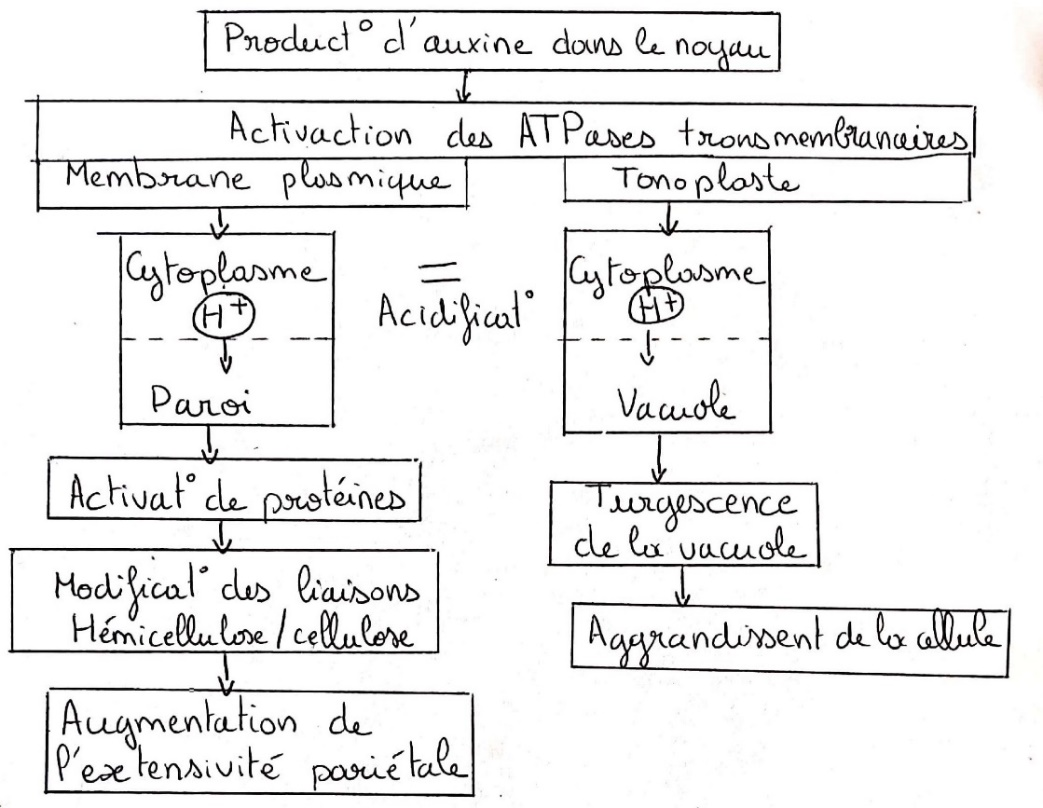 Product° d'auxine dans le noyau
Activaction des ATPases transmembranaires
Membrane plasmique
Tonoplaste
Cytoplasme
H+
Paroi
=
Acidificat°
Cytoplasme
H+
Vacuole
Activat° de protéines
Modificat° des liaisons
Hémicellulose/cellulose
Augmentation de
l'extensivité pariétale
Turgescence
de la vacuole
Aggrandissent de la cellule